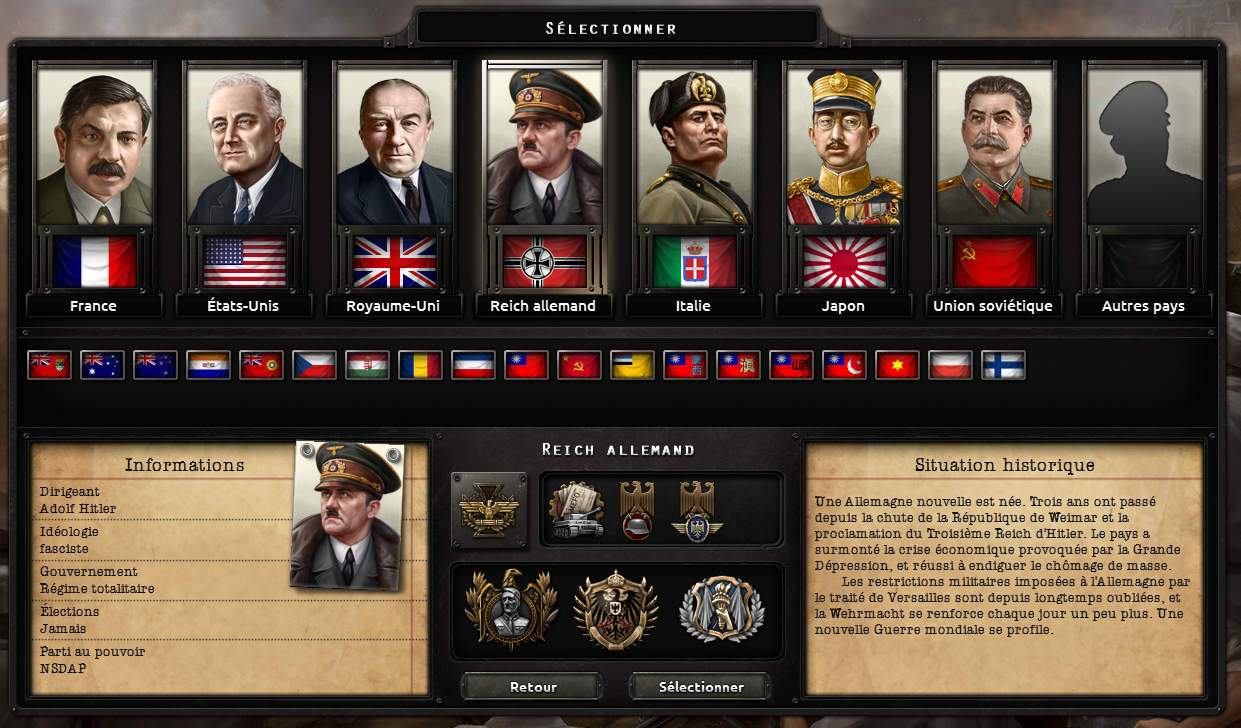 Sélectionner
France
États-Unis
Royaume-Uni
Reich allemand
Italie
Japon
Union soviétique
Autres pays
Informations
Dirigeant
Adolf Hitler
Idéologie
fasciste
Gouvernement
Régime totalitaire
Élections
Jamais
Parti au pouvoir
NSDAP
Reich allemand
Retour
Sélectionner
Situation historique
Une Allemagne nouvelle est née. Trois ans ont passé
depuis la chute de la République de Weimar et la
proclamation du Troisième Reich d'Hitler. Le pays a
surmonté la crise économique provoquée par la Grande
Dépression, et réussi à endiguer le chômage de masse.
Les restrictions militaires imposées à l'Allemagne par
le traité de Versailles sont depuis longtemps oubliées, et
la Wehrmacht se renforce chaque jour un peu plus. Une
nouvelle Guerre mondiale se profile.